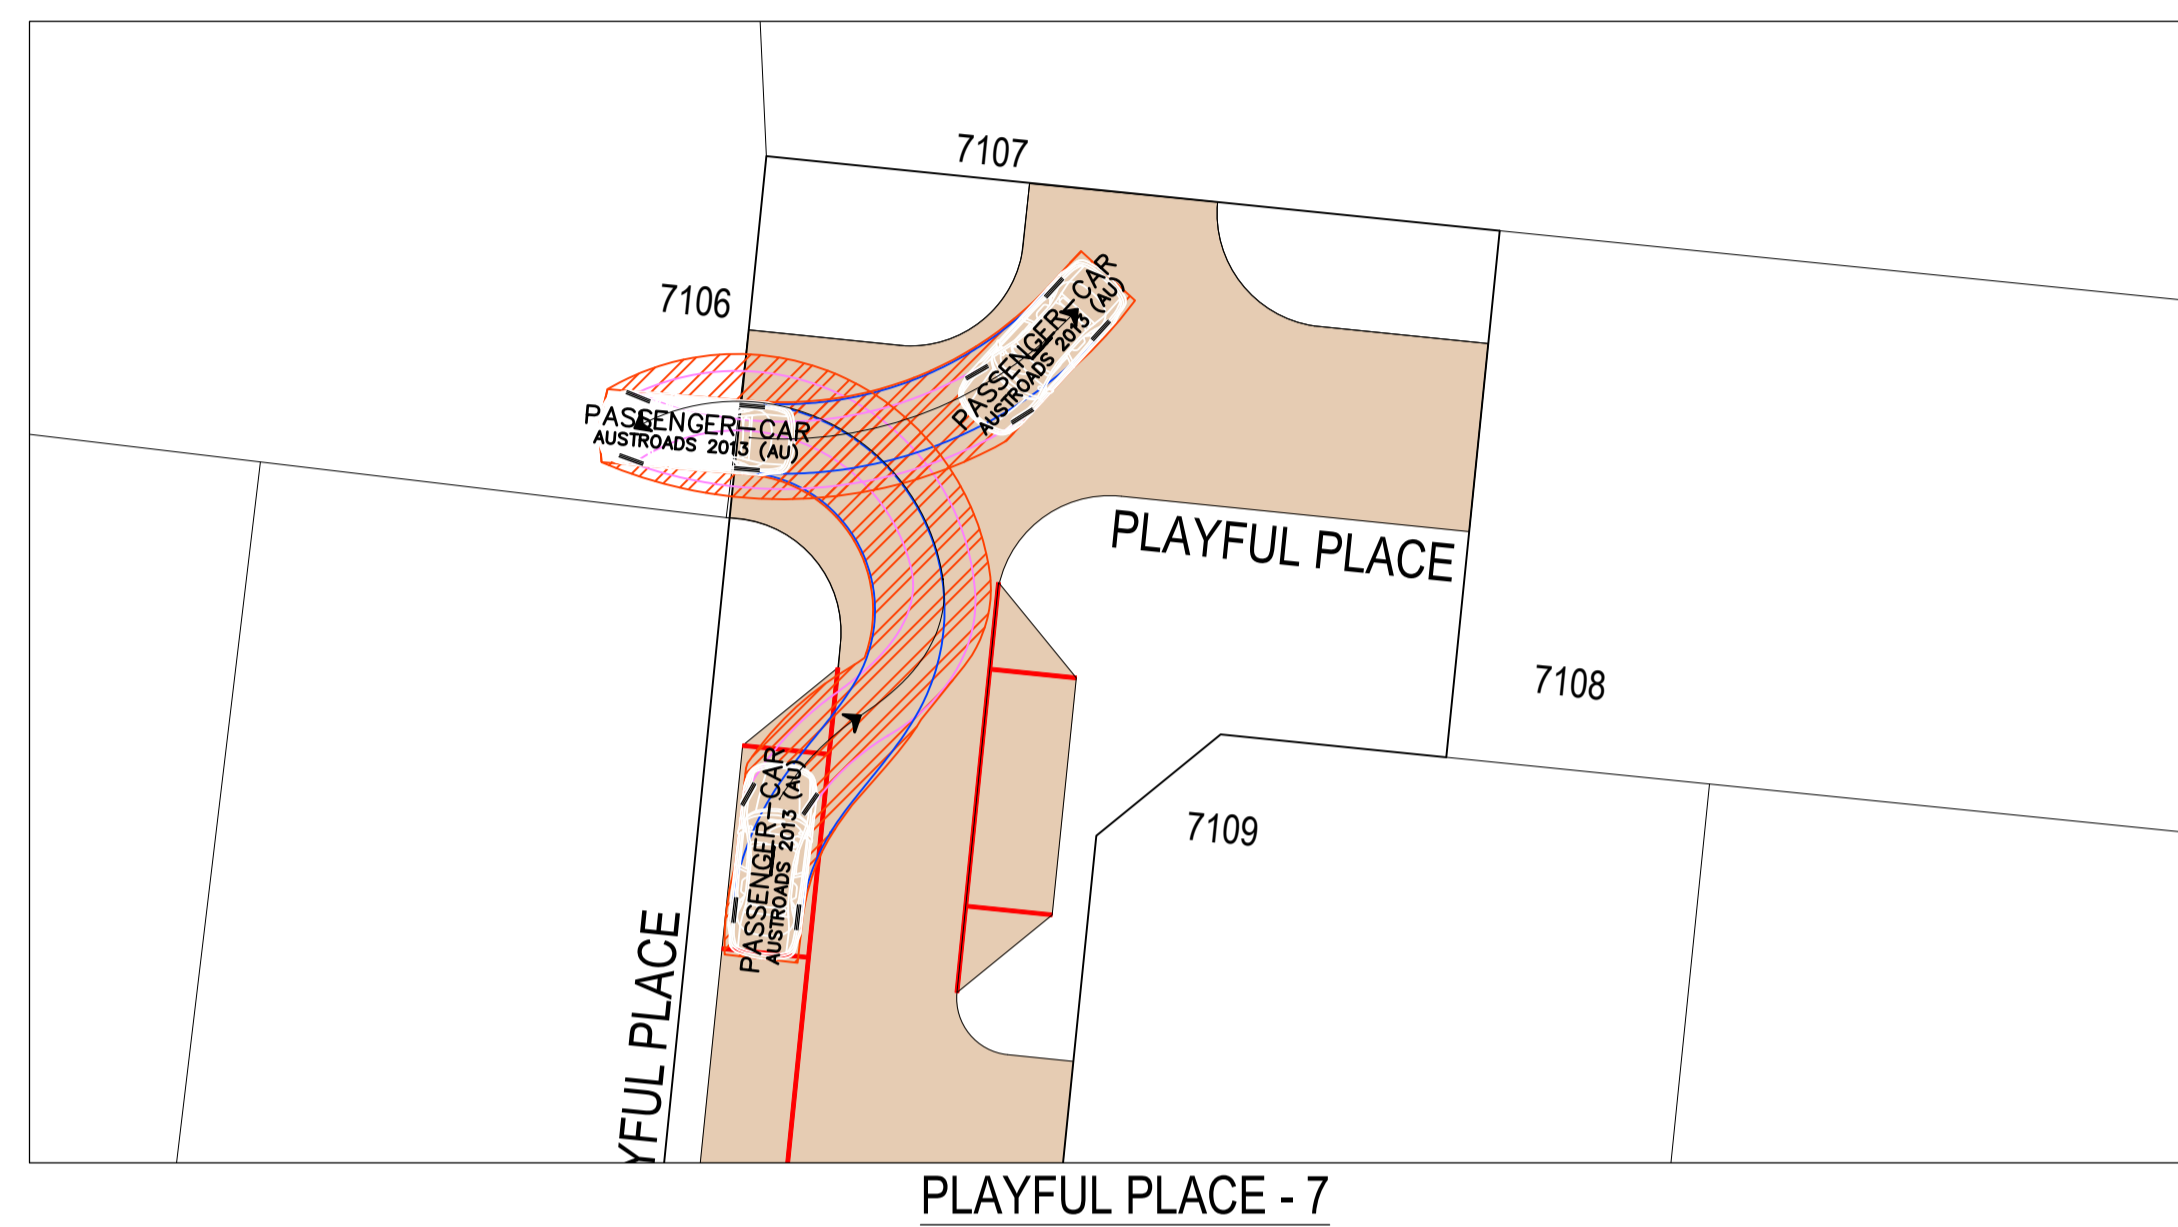 7107
7106
PASSENGER-CAR
AUSTROADS 2013 (AU)
PASSENGER-CAR
AUSTROADS 2013 (AU)
PLAYFUL PLACE
7108
7109
PASSENGER-CAR
AUSTROADS 2013 (AU)
YFUL PLACE
PLAYFUL PLACE - 7